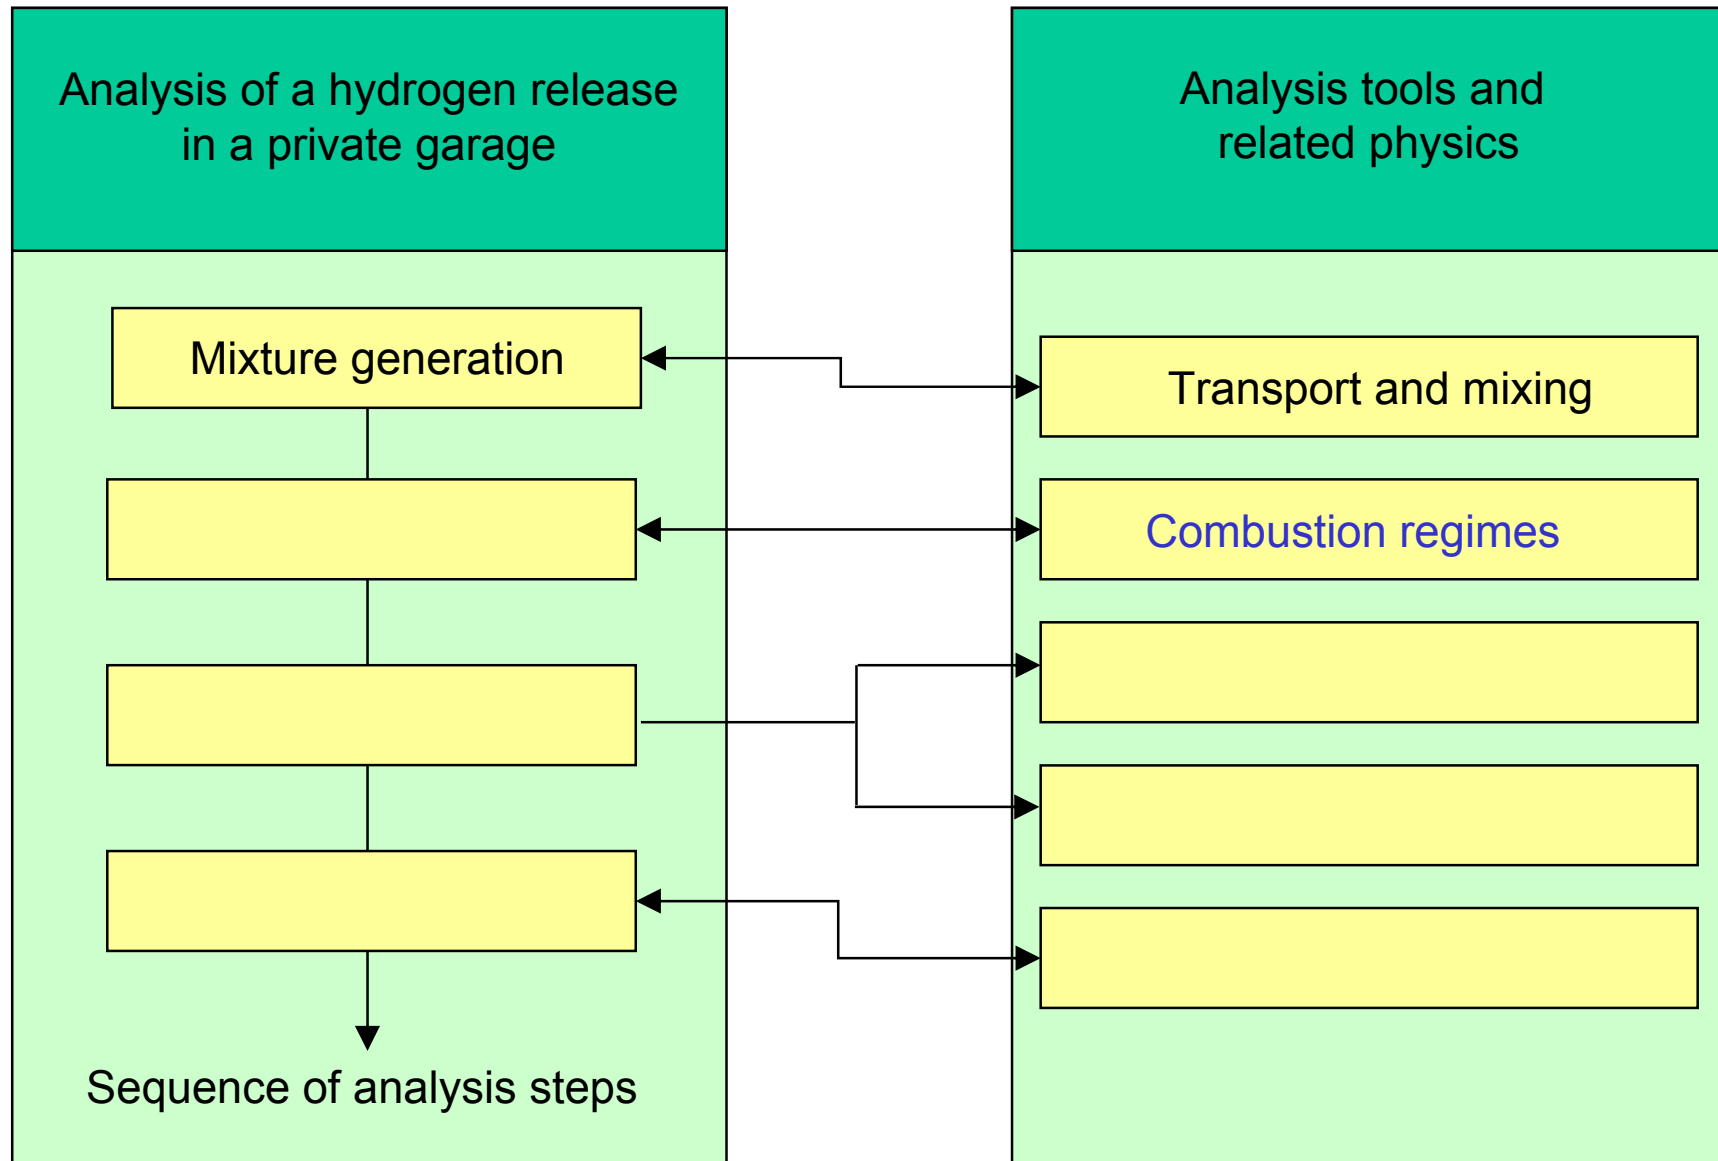 Analysis of a hydrogen release
in a private garage
Analysis tools and
related physics
Mixture generation
Transport and mixing
Combustion regimes
Sequence of analysis steps